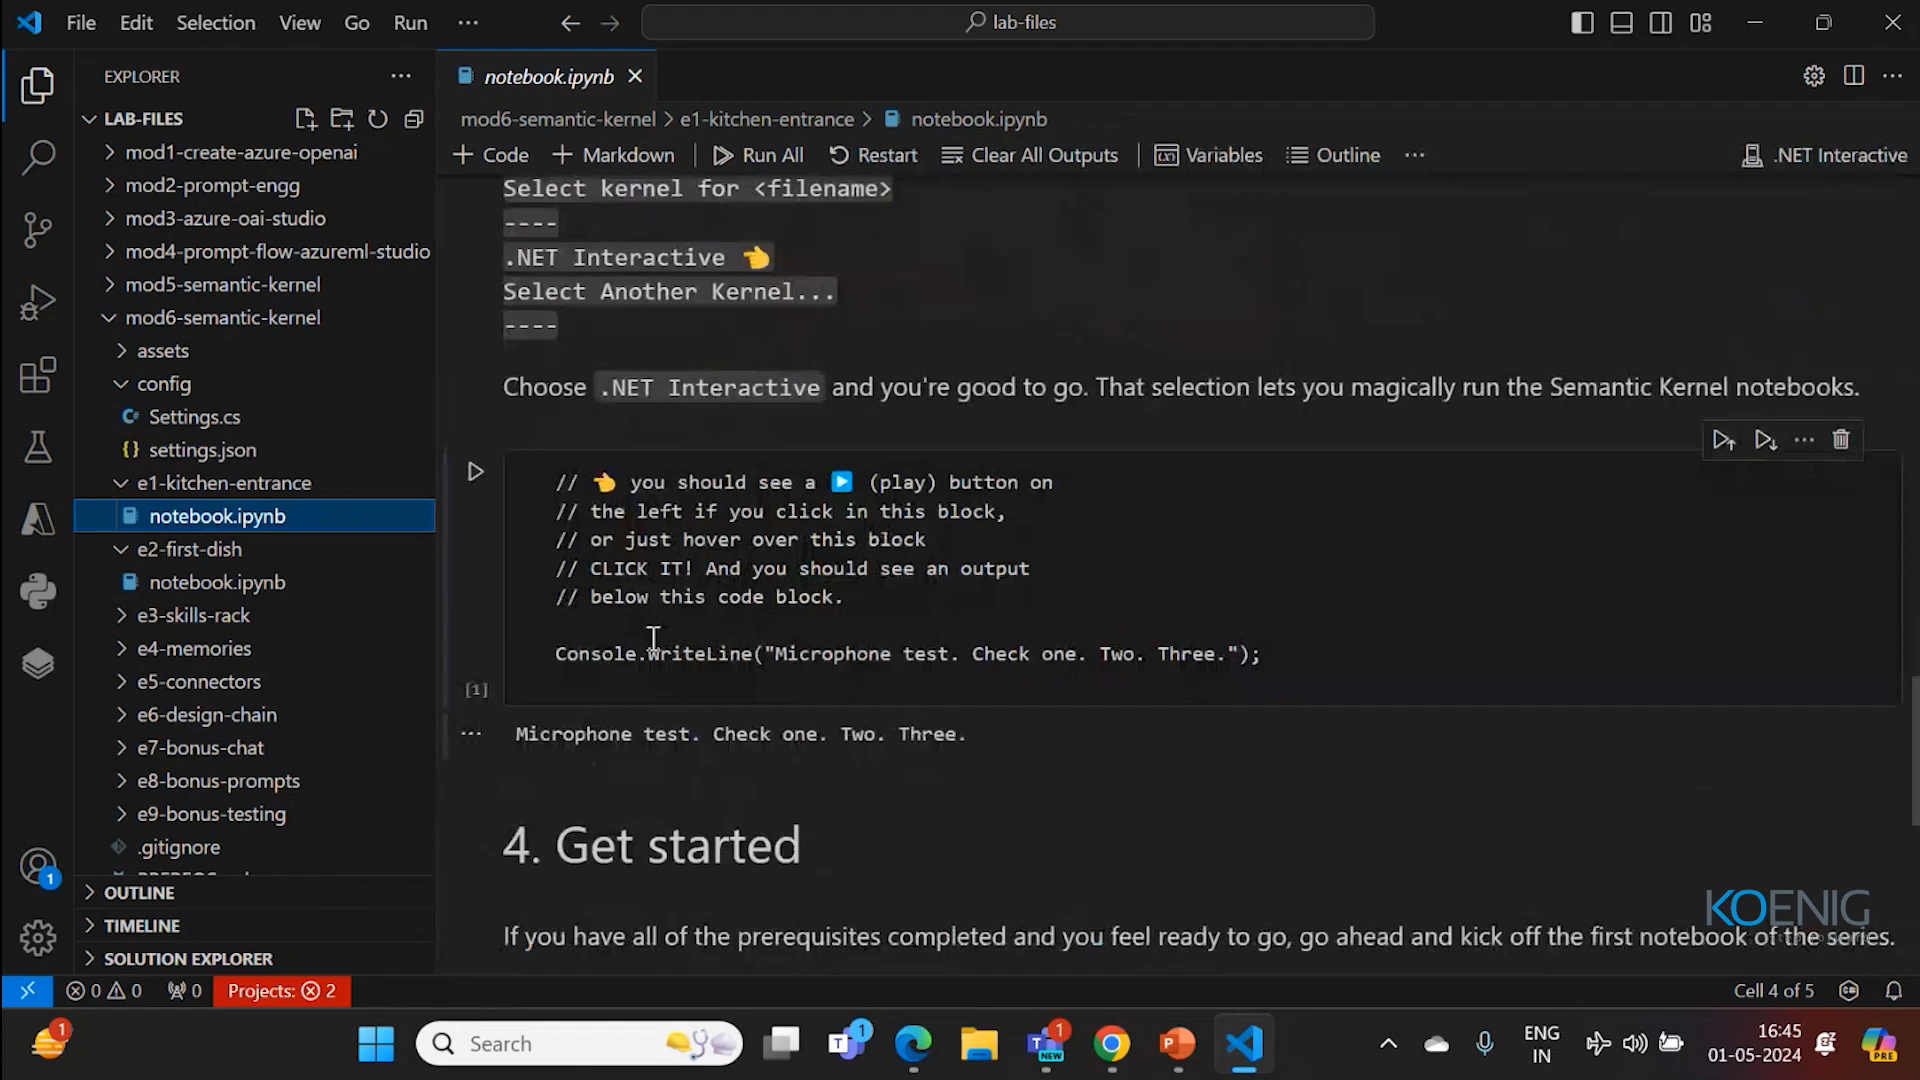 File Edit Selection View Go Run ··· lab-files
EXPLORER ···
LAB-FILES
mod1-create-azure-openai
mod2-prompt-engg
mod3-azure-oai-studio
mod4-prompt-flow-azureml-studio
mod5-semantic-kernel
mod6-semantic-kernel
assets
config
Settings.cs
settings.json
e1-kitchen-entrance
notebook.ipynb
e2-first-dish
notebook.ipynb
e3-skills-rack
e4-memories
e5-connectors
e6-design-chain
e7-bonus-chat
e8-bonus-prompts
e9-bonus-testing
.gitignore
OUTLINE
TIMELINE
SOLUTION EXPLORER
notebook.ipynb
mod6-semantic-kernel > e1-kitchen-entrance > notebook.ipynb
+ Code + Markdown Run All Restart Clear All Outputs Variables Outline ··· .NET Interactive
Select kernel for <filename>
----
.NET Interactive 👈
Select Another Kernel...
----
Choose .NET Interactive and you're good to go. That selection lets you magically run the Semantic Kernel notebooks.
// 👈 you should see a ▶️ (play) button on
// the left if you click in this block,
// or just hover over this block
// CLICK IT! And you should see an output
// below this code block.
Console.WriteLine("Microphone test. Check one. Two. Three.");
[1]
··· Microphone test. Check one. Two. Three.
4. Get started
If you have all of the prerequisites completed and you feel ready to go, go ahead and kick off the first notebook of the series.
KOENIG
0 0 0 Projects: 2 Cell 4 of 5
1
1 Search 1 1 NEW ENG 16:45 PRE
IN 01-05-2024